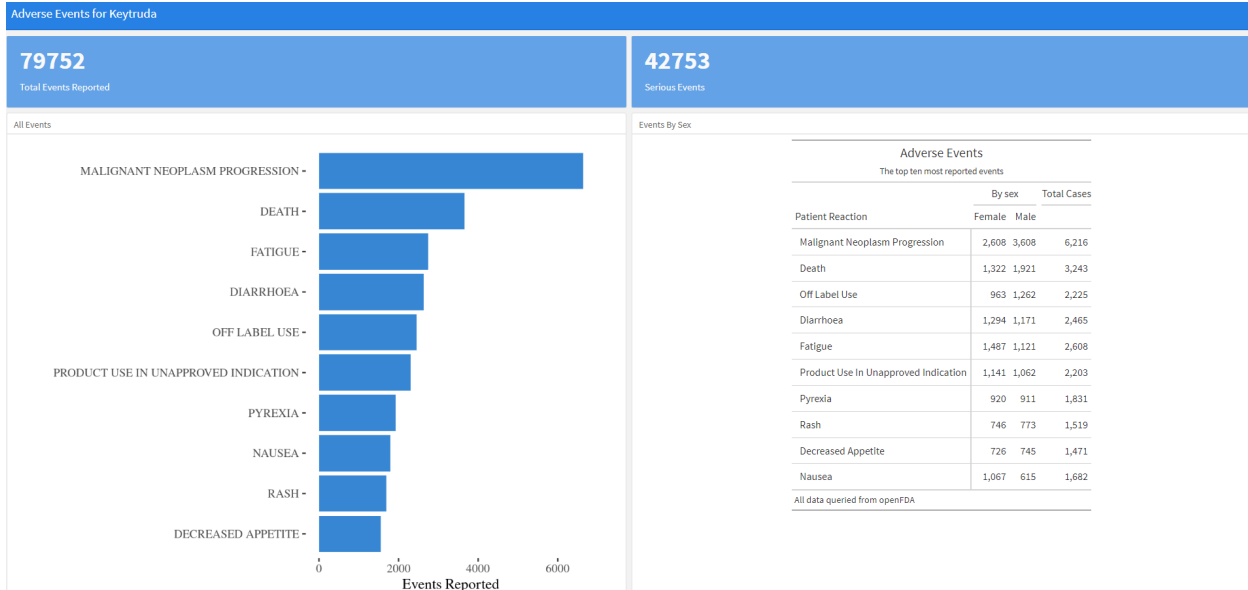 Adverse Events for Keytruda
79752
Total Events Reported
42753
Serious Events
All Events
MALIGNANT NEOPLASM PROGRESSION
DEATH
FATIGUE
DIARRHOEA
OFF LABEL USE
PRODUCT USE IN UNAPPROVED INDICATION
PYREXIA
NAUSEA
RASH
DECREASED APPETITE
0 2000 4000 6000
Events Reported
Events By Sex
Adverse Events
The top ten most reported events
By sex Total Cases
Patient Reaction Female Male
Malignant Neoplasm Progression 2,608 3,608 6,216
Death 1,322 1,921 3,243
Off Label Use 963 1,262 2,225
Diarrhoea 1,294 1,171 2,465
Fatigue 1,487 1,121 2,608
Product Use In Unapproved Indication 1,141 1,062 2,203
Pyrexia 920 911 1,831
Rash 746 773 1,519
Decreased Appetite 726 745 1,471
Nausea 1,067 615 1,682
All data queried from openFDA